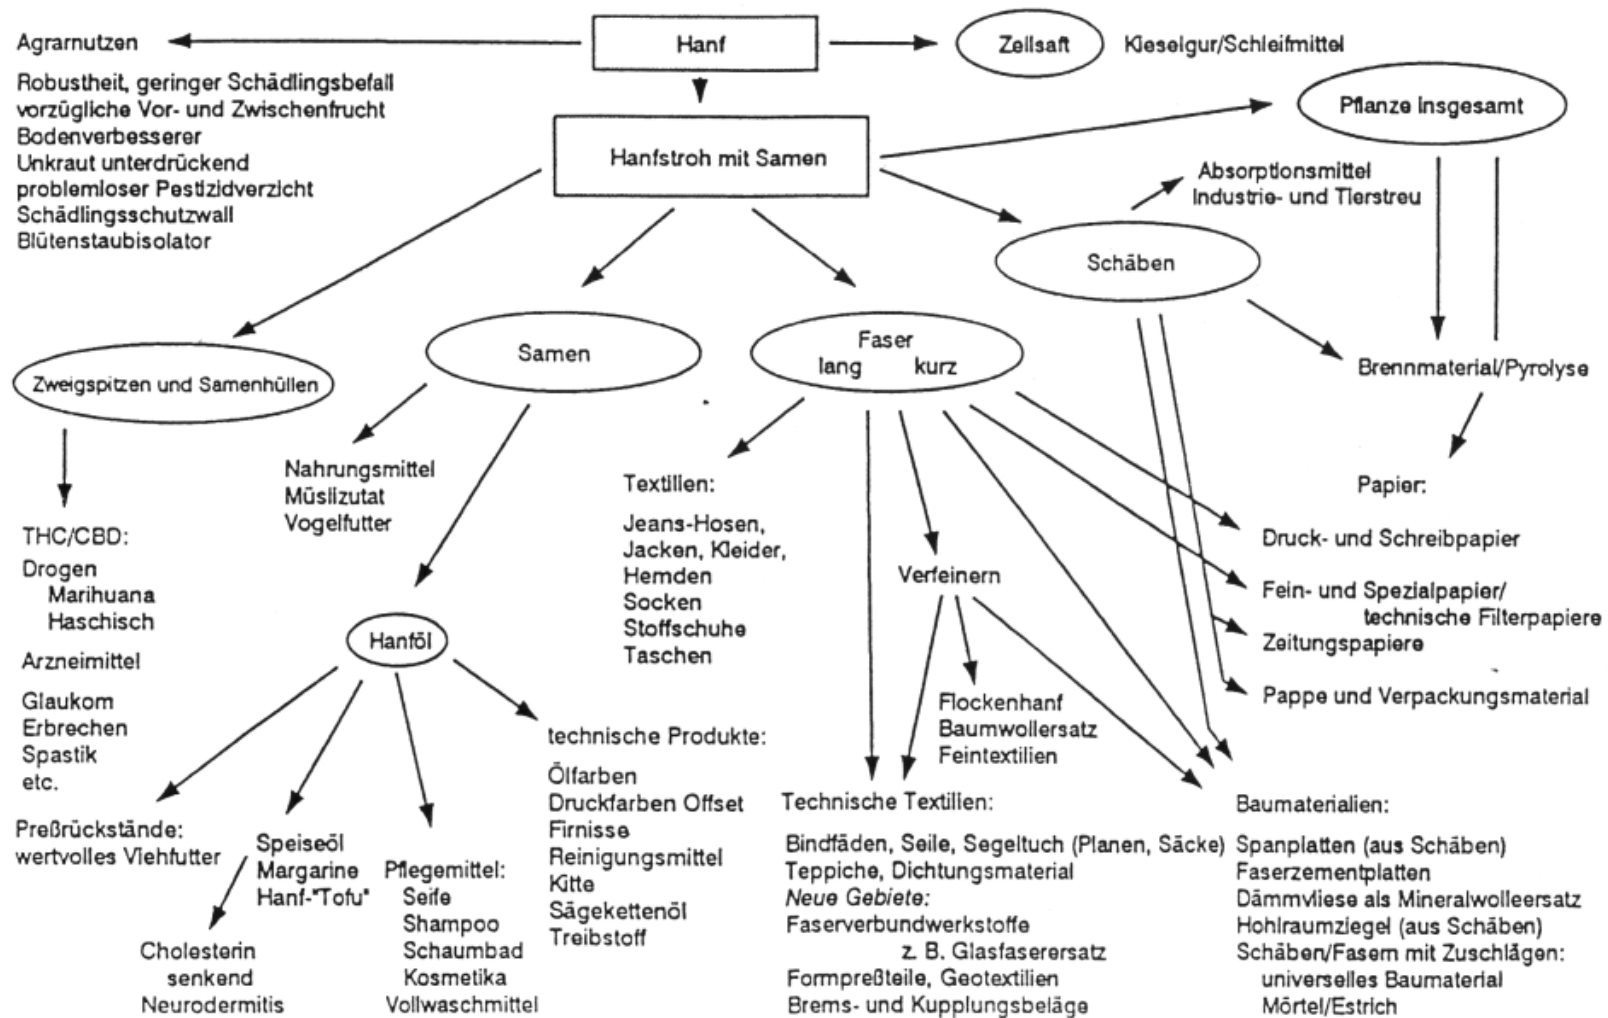 Hanf
Zellsaft
Kieselgur/Schleifmittel
Agrarnutzen
Robustheit, geringer Schädlingsbefall
vorzügliche Vor- und Zwischenfrucht
Bodenverbesserer
Unkraut unterdrückend
problemloser Pestizidverzicht
Schädlingsschutzwall
Blütenstaubisolator
Hanfstroh mit Samen
Pflanze insgesamt
Absorptionsmittel
Industrie- und Tierstreu
Schäben
Zweigspitzen und Samenhüllen
Samen
Faser
lang kurz
Brennmaterial/Pyrolyse
THC/CBD:
Drogen
Marihuana
Haschisch
Arzneimittel
Glaukom
Erbrechen
Spastik
etc.
Nahrungsmittel
Müslizutat
Vogelfutter
Hanföl
Textilien:
Jeans-Hosen,
Jacken, Kleider,
Hemden
Socken
Stoffschuhe
Taschen
Verfeinern
Flockenhanf
Baumwollersatz
Feintextilien
Papier:
Druck- und Schreibpapier
Fein- und Spezialpapier/
technische Filterpapiere
Zeitungspapiere
Pappe und Verpackungsmaterial
Preßrückstände:
wertvolles Viehfutter
Speiseöl
Margarine
Hanf-"Tofu"
Cholesterin
senkend
Neurodermitis
Pflegemittel:
Seife
Shampoo
Schaumbad
Kosmetika
Vollwaschmittel
technische Produkte:
Ölfarben
Druckfarben Offset
Firnisse
Reinigungsmittel
Kitte
Sägekettenöl
Treibstoff
Technische Textilien:
Bindfäden, Seile, Segeltuch (Planen, Säcke)
Teppiche, Dichtungsmaterial
Neue Gebiete:
Faserverbundwerkstoffe
z. B. Glasfaserersatz
Formpreßteile, Geotextilien
Brems- und Kupplungsbeläge
Baumaterialien:
Spanplatten (aus Schäben)
Faserzementplatten
Dämmvliese als Mineralwolleersatz
Hohlraumziegel (aus Schäben)
Schäben/Fasern mit Zuschlägen:
universelles Baumaterial
Mörtel/Estrich